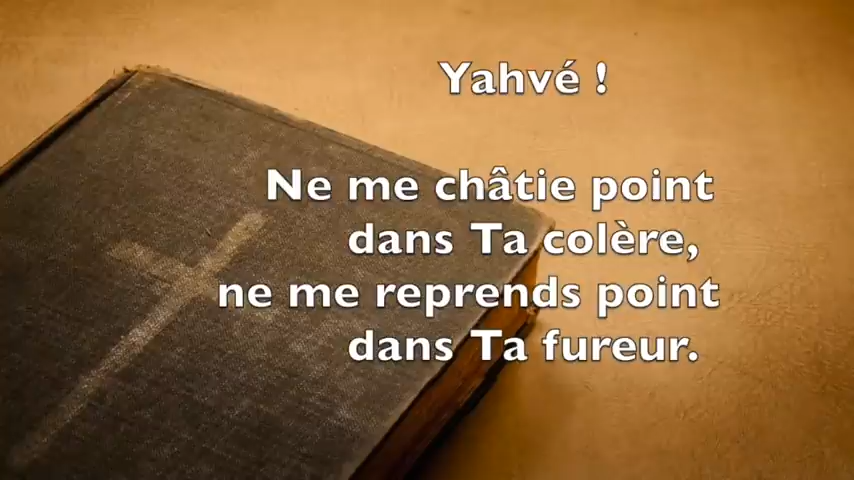 Yahvé !
Ne me châtie point
dans Ta colère,
ne me reprends point
dans Ta fureur.